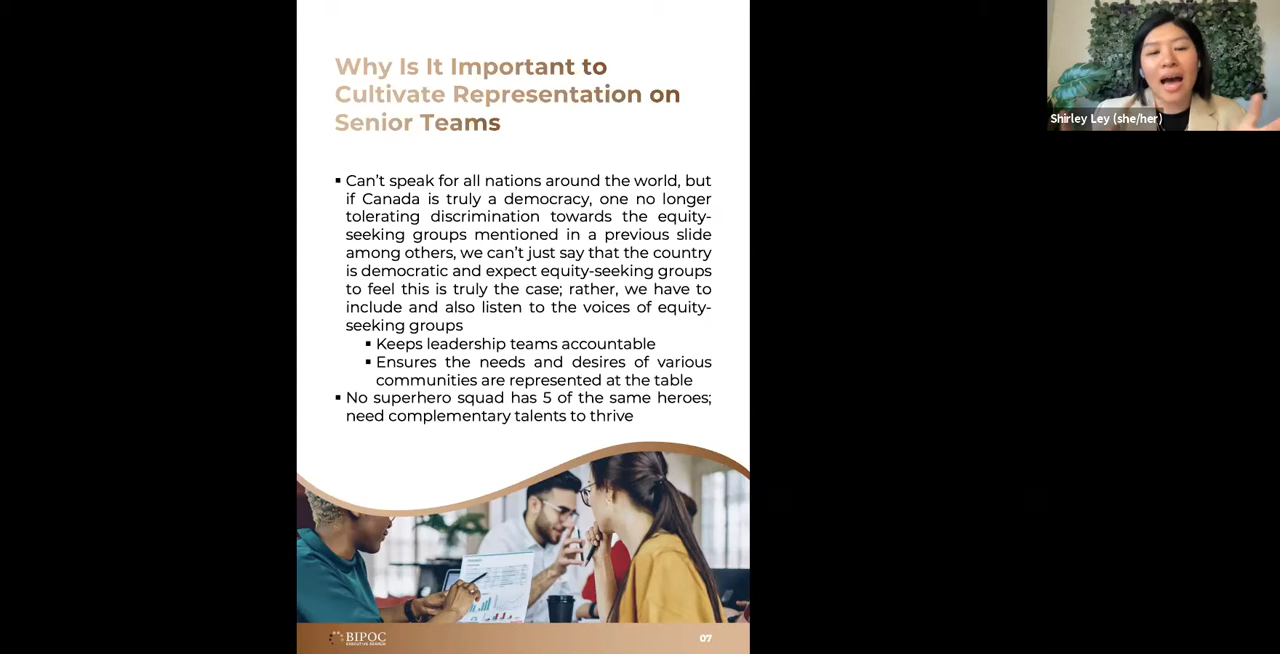 Why Is It Important to
Cultivate Representation on
Senior Teams
▪ Can’t speak for all nations around the world, but
if Canada is truly a democracy, one no longer
tolerating discrimination towards the equity-
seeking groups mentioned in a previous slide
among others, we can’t just say that the country
is democratic and expect equity-seeking groups
to feel this is truly the case; rather, we have to
include and also listen to the voices of equity-
seeking groups
▪ Keeps leadership teams accountable
▪ Ensures the needs and desires of various
communities are represented at the table
▪ No superhero squad has 5 of the same heroes;
need complementary talents to thrive
BIPOC
EXECUTIVE SEARCH
07
Shirley Ley (she/her)